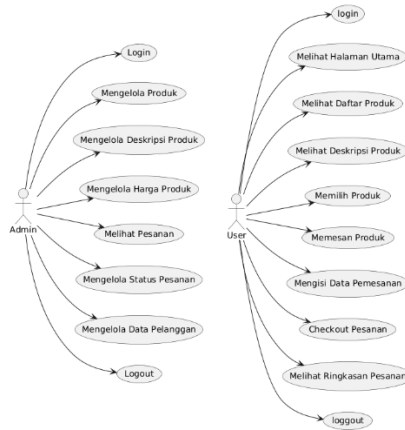 Login
Mengelola Produk
Mengelola Deskripsi Produk
Mengelola Harga Produk
Admin
Melihat Pesanan
Mengelola Status Pesanan
Mengelola Data Pelanggan
Logout
login
Melihat Halaman Utama
Melihat Daftar Produk
Melihat Deskripsi Produk
Memilih Produk
User
Memesan Produk
Mengisi Data Pemesanan
Checkout Pesanan
Melihat Ringkasan Pesanan
loggout